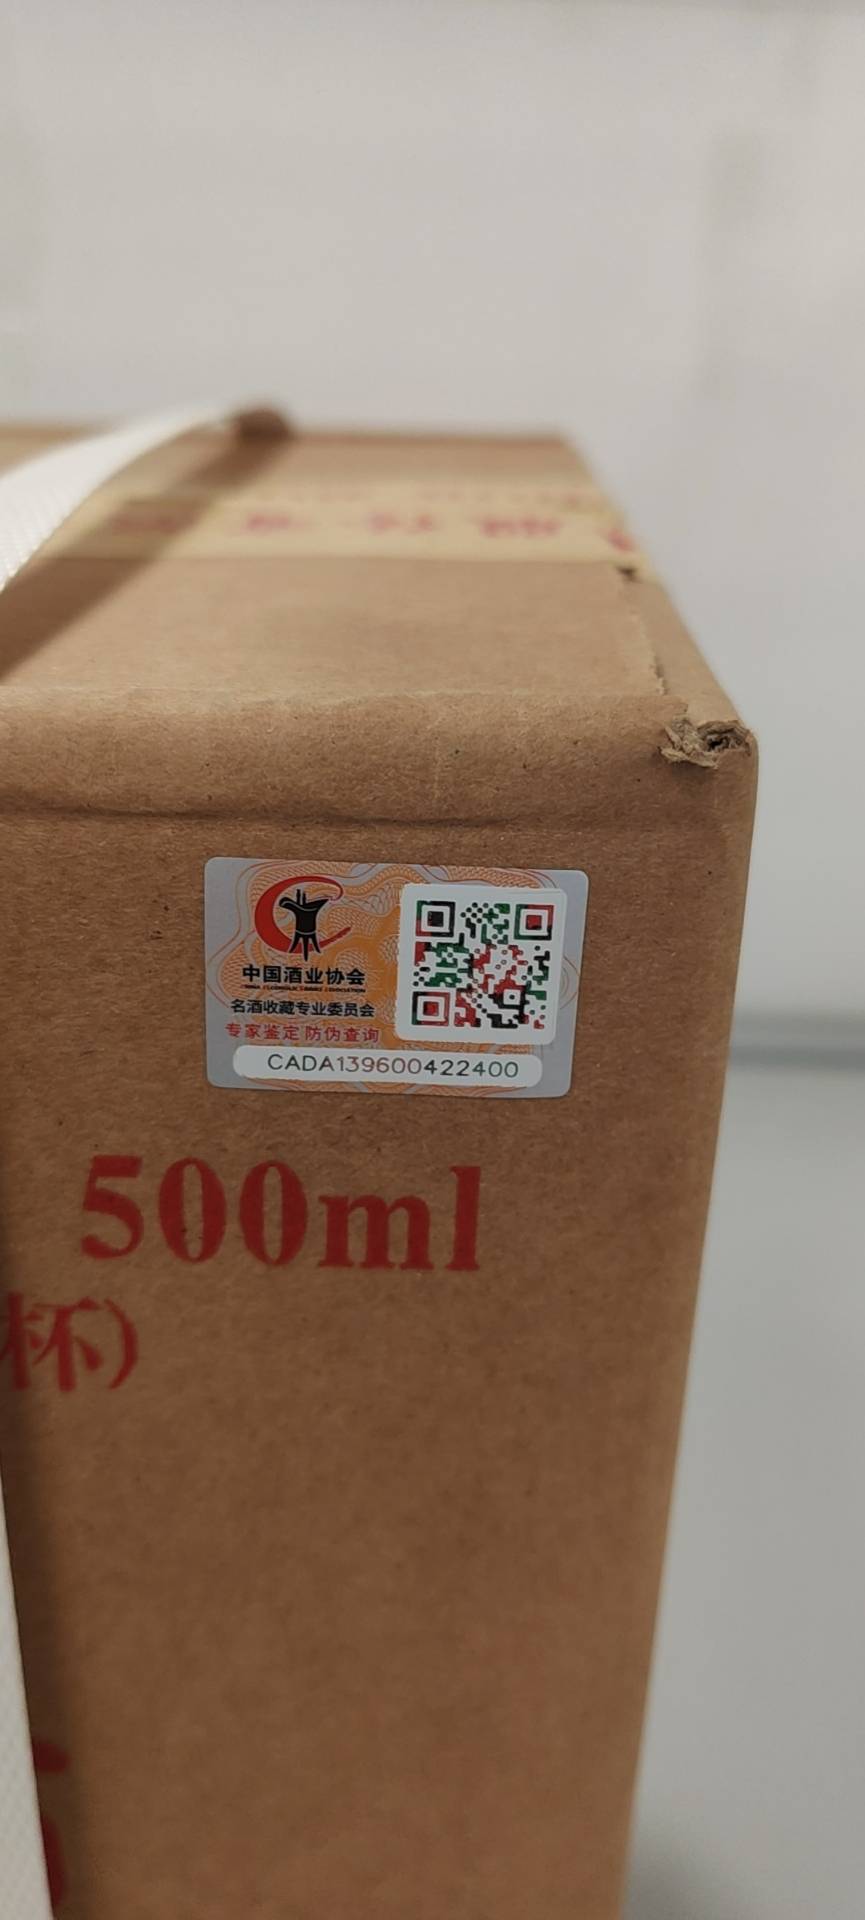 中国酒业协会
名酒收藏专业委员会
专家鉴定 防伪查询
CADA139600422400
500ml
杯)